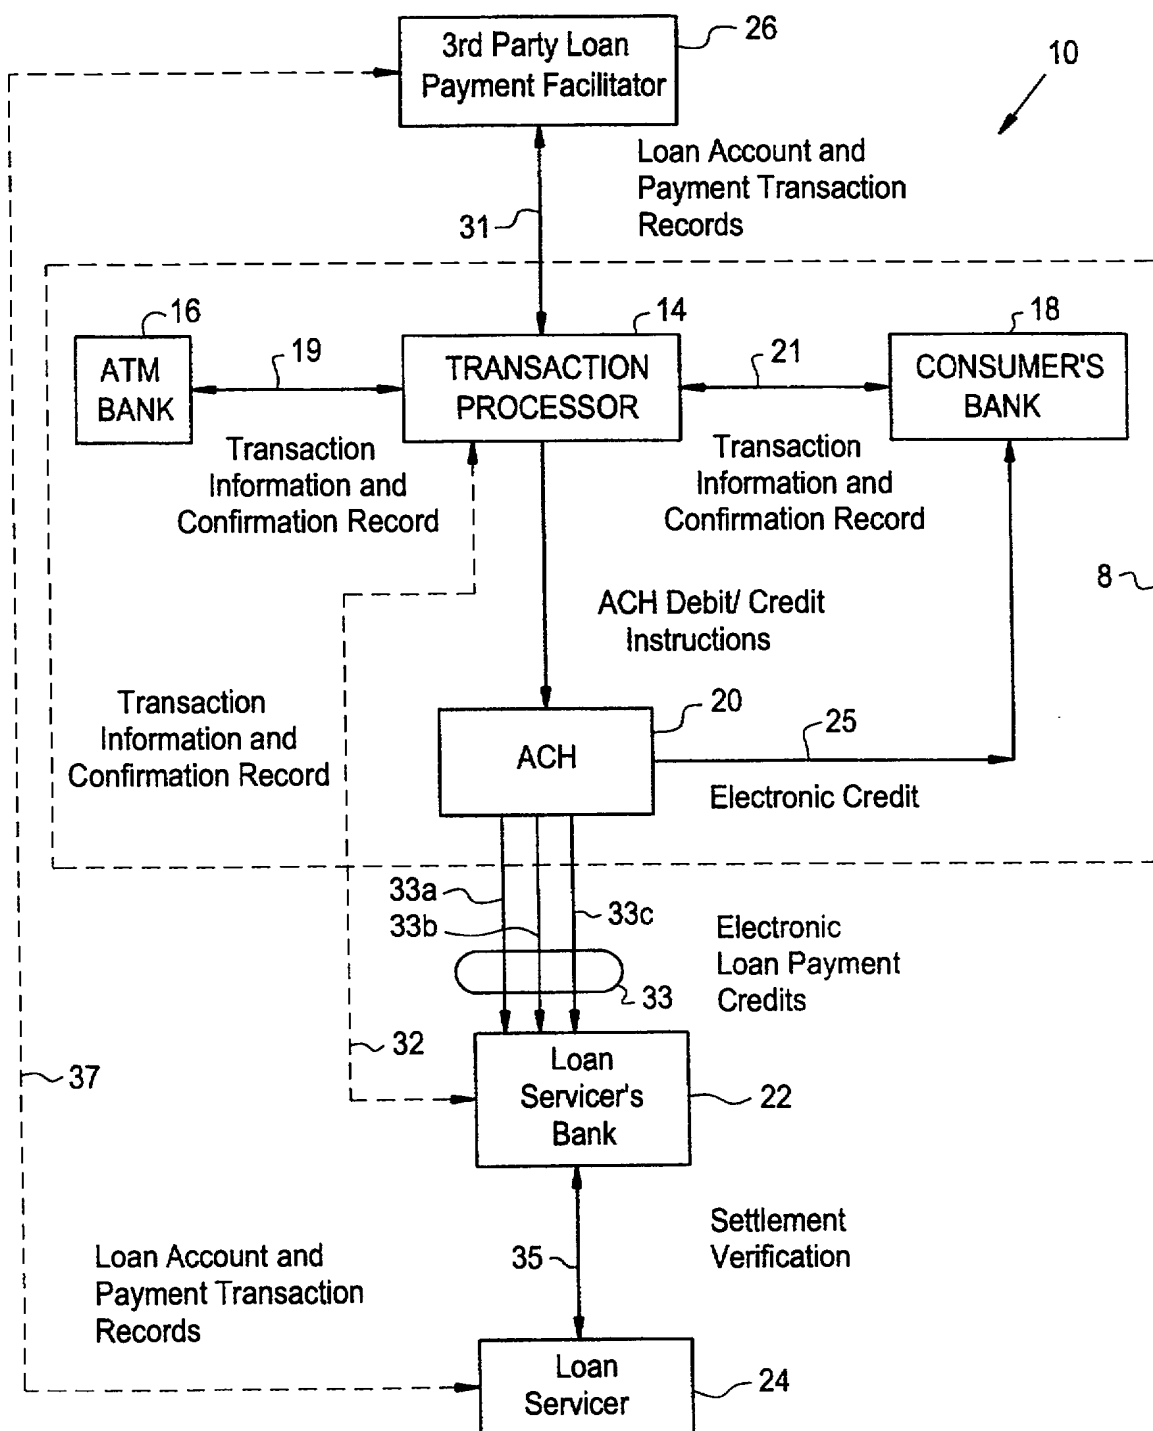 3rd Party Loan
Payment Facilitator
26
10
Loan Account and
Payment Transaction
Records
31
16
ATM
BANK
19
14
TRANSACTION
PROCESSOR
21
18
CONSUMER'S
BANK
Transaction
Information and
Confirmation Record
Transaction
Information and
Confirmation Record
8
ACH Debit/ Credit
Instructions
Transaction
Information and
Confirmation Record
20
ACH
25
Electronic Credit
33a
33b
33c
33
Electronic
Loan Payment
Credits
32
37
Loan
Servicer's
Bank
22
35
Settlement
Verification
Loan Account and
Payment Transaction
Records
Loan
Servicer
24